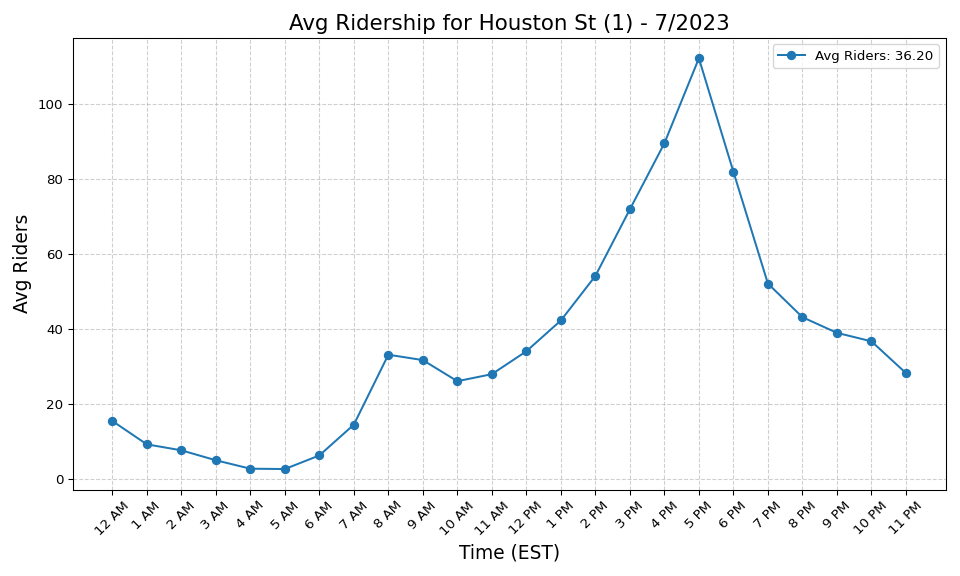 Avg Ridership for Houston St (1) - 7/2023
Avg Riders: 36.20
Avg Riders
100
80
60
40
20
0
12 AM
1 AM
2 AM
3 AM
4 AM
5 AM
6 AM
7 AM
8 AM
9 AM
10 AM
11 AM
12 PM
1 PM
2 PM
3 PM
4 PM
5 PM
6 PM
7 PM
8 PM
9 PM
10 PM
11 PM
Time (EST)